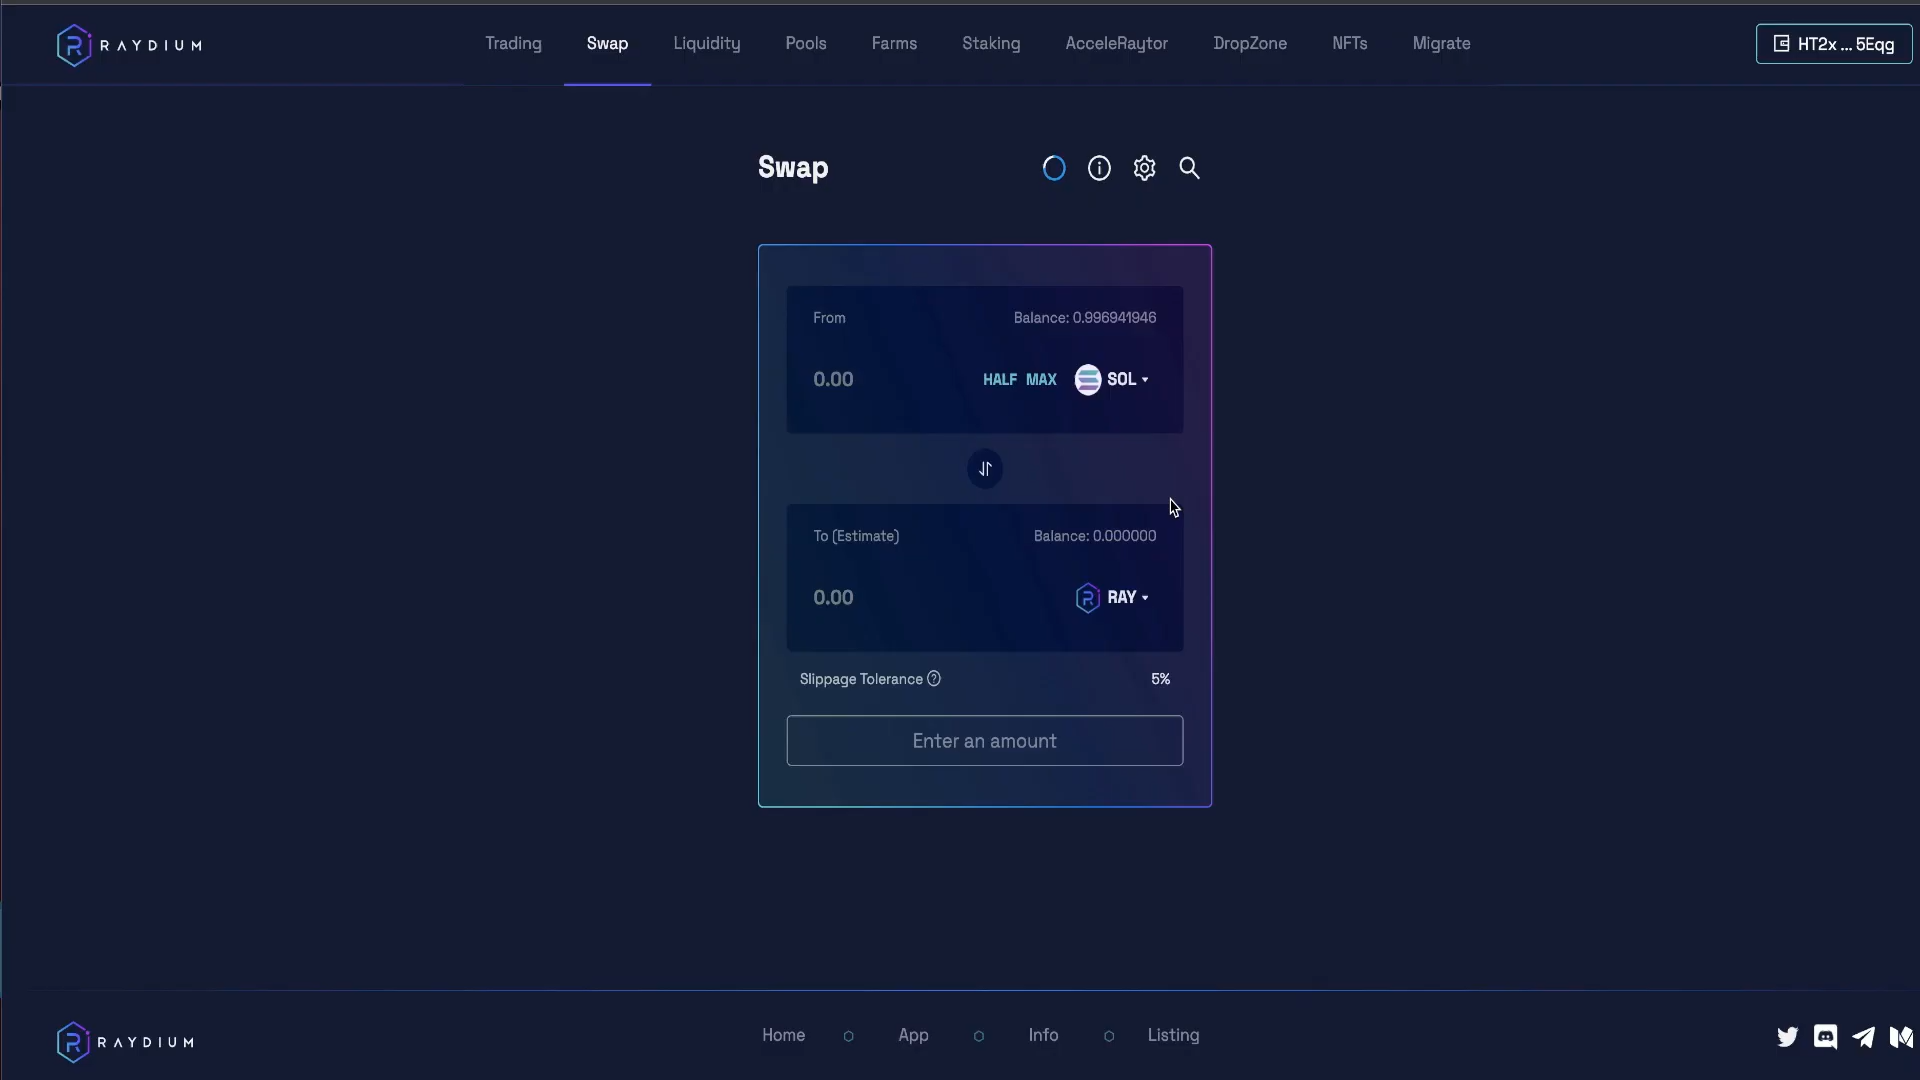 RAYDIUM
Trading
Swap
Liquidity
Pools
Farms
Staking
AcceleRaytor
DropZone
NFTs
Migrate
HT2x ... 5Eqg
Swap
From
Balance: 0.996941946
0.00
HALF MAX
SOL
To (Estimate)
Balance: 0.000000
0.00
RAY
Slippage Tolerance
5%
Enter an amount
RAYDIUM
Home
App
Info
Listing